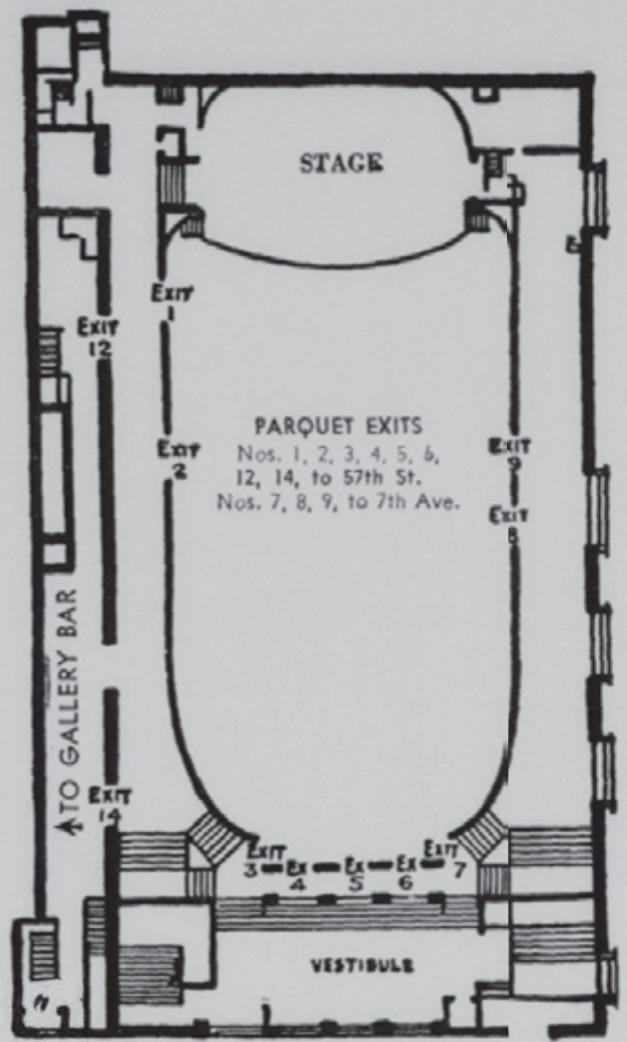 STAGE
EXIT
1
EXIT
12
PARQUET EXITS
Nos. 1, 2, 3, 4, 5, 6,
12, 14, to 57th St.
Nos. 7, 8, 9, to 7th Ave.
EXIT
2
EXIT
9
EXIT
8
TO GALLERY BAR
EXIT
14
EXIT
3
EX
4
EX
5
EX
6
EXIT
7
VESTIBULE